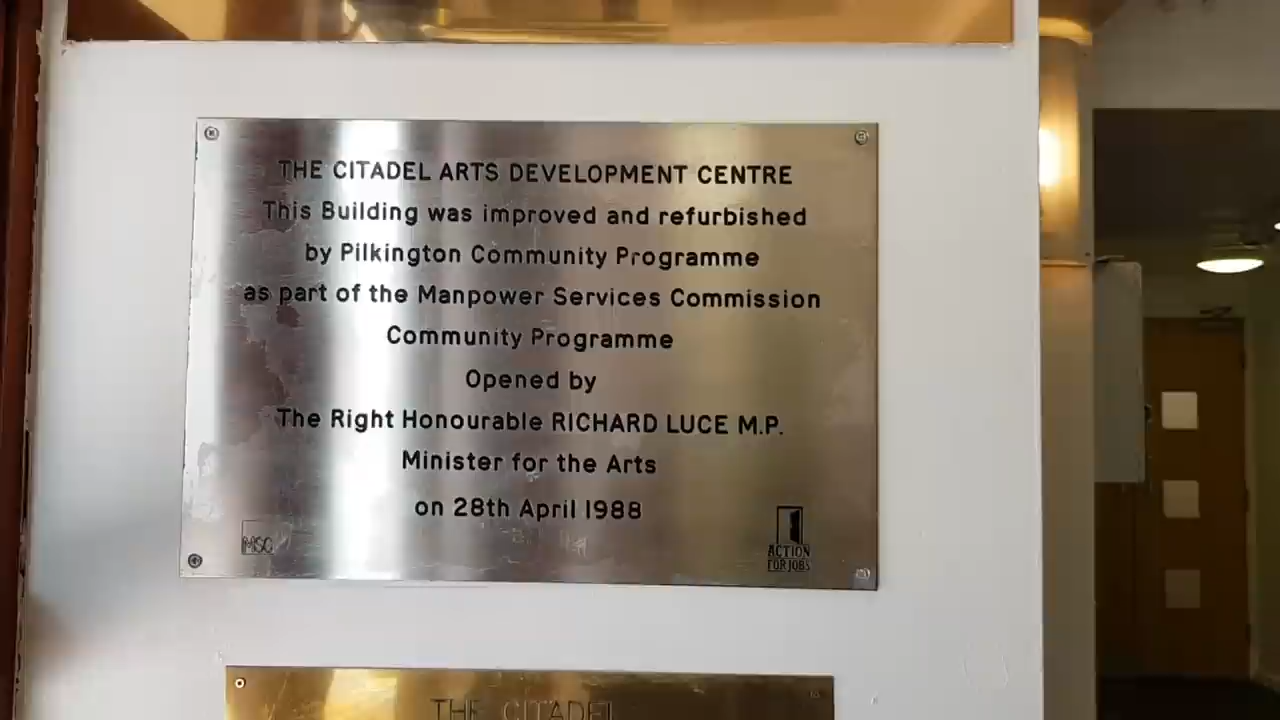 THE CITADEL ARTS DEVELOPMENT CENTRE
This Building was improved and refurbished
by Pilkington Community Programme
as part of the Manpower Services Commission
Community Programme
Opened by
The Right Honourable RICHARD LUCE M.P.
Minister for the Arts
on 28th April 1988
MSC
ACTION
FOR JOBS
THE CITADEL